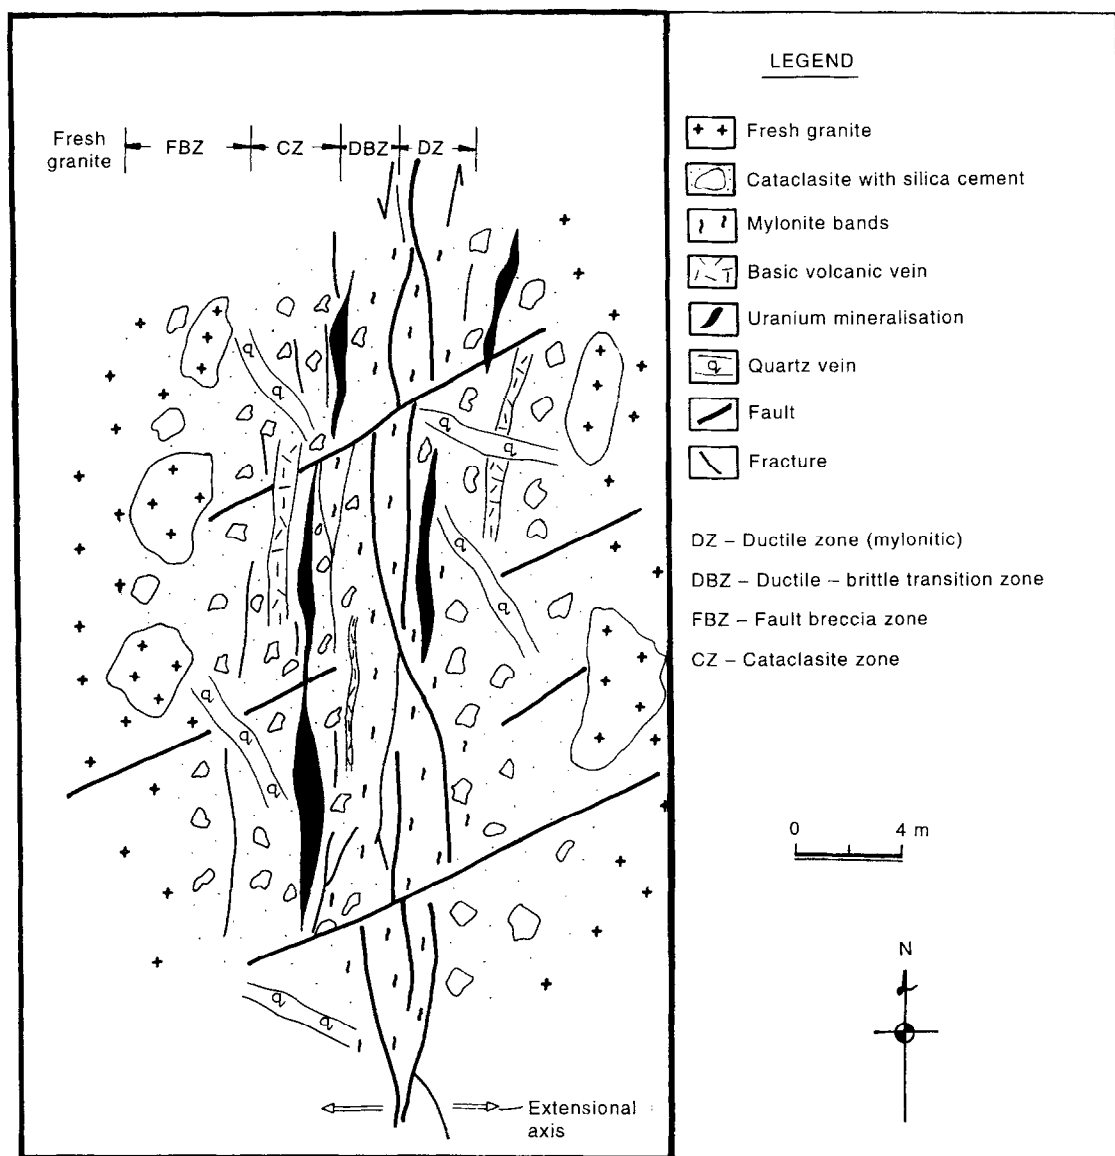 Fresh
granite
FBZ
CZ
DBZ
DZ
q
q
q
q
q
q
q
q
q
q
Extensional
axis
LEGEND
Fresh granite
Cataclasite with silica cement
Mylonite bands
Basic volcanic vein
Uranium mineralisation
q
Quartz vein
Fault
Fracture
DZ – Ductile zone (mylonitic)
DBZ – Ductile – brittle transition zone
FBZ – Fault breccia zone
CZ – Cataclasite zone
0 4 m
N